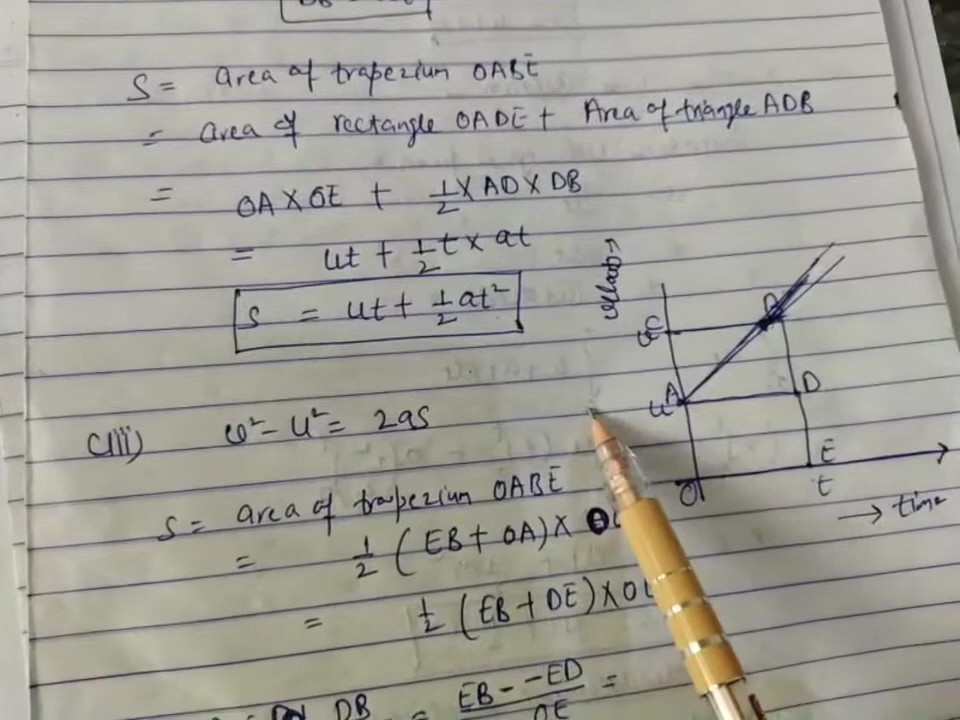 S = area of trapezium OABE
= area of rectangle OADE + Area of triangle ADB
= OA X OE + 1/2 X AD X DB
= ut + 1/2 t x at
S = ut + 1/2 at²
(iii) v² - u² = 2as
S = area of trapezium OABE
= 1/2 (EB + OA) X
= 1/2 (EB + DE) X
DB = EB - - ED / OE =
velocity
B
C
A
D
u
E
O
t
→ time